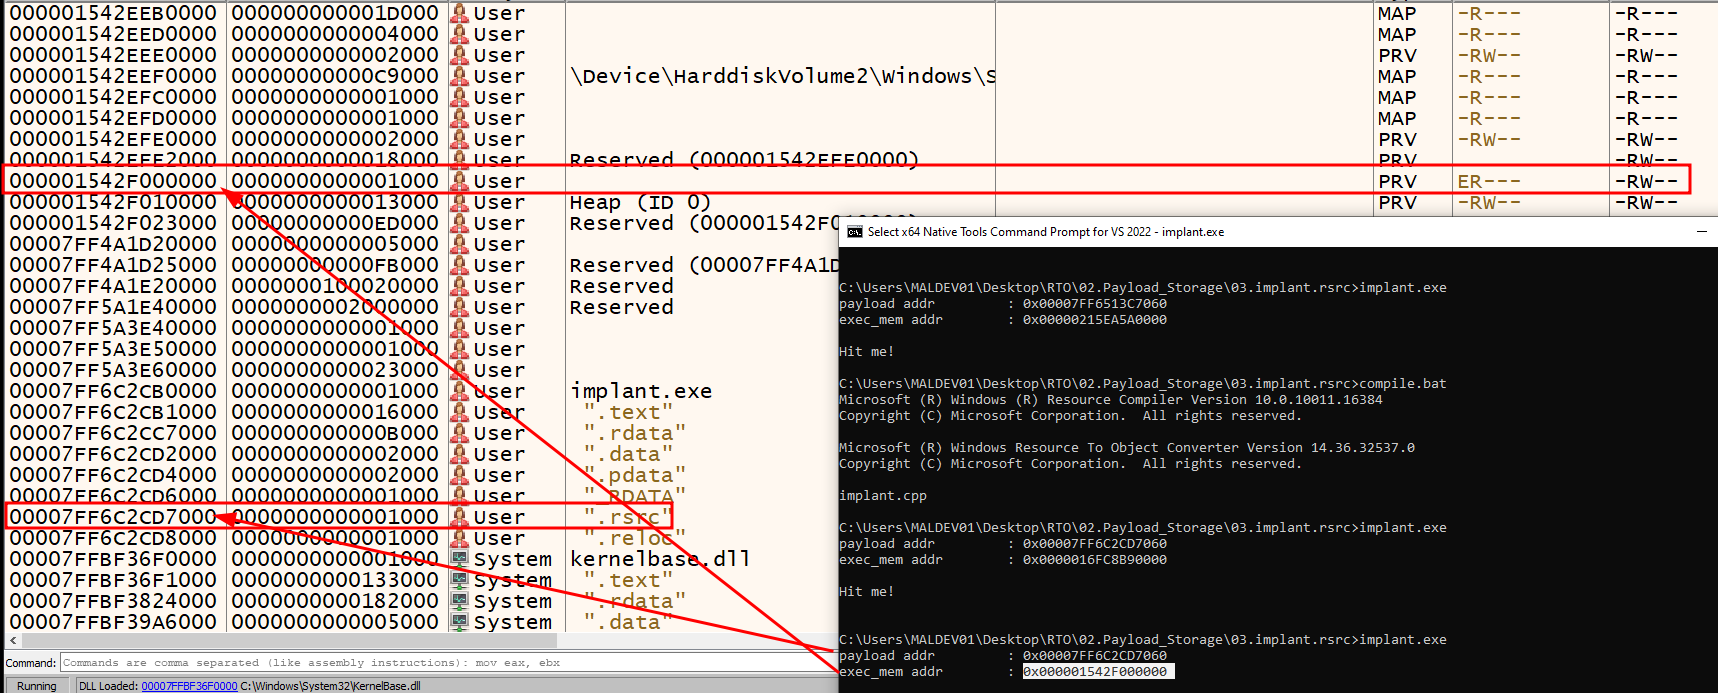 000001542EEB0000 000000000001D000 User MAP -R--- -R---
000001542EED0000 0000000000004000 User MAP -R--- -R---
000001542EEE0000 0000000000002000 User PRV -RW-- -RW--
000001542EEF0000 00000000000C9000 User \Device\HarddiskVolume2\Windows\S MAP -R--- -R---
000001542EFC0000 0000000000001000 User MAP -R--- -R---
000001542EFD0000 0000000000001000 User MAP -R--- -R---
000001542EFE0000 0000000000002000 User PRV -RW-- -RW--
000001542EFE2000 0000000000018000 User Reserved (000001542EFE0000) PRV -RW--
000001542F000000 0000000000001000 User PRV ER--- -RW--
000001542F010000 0000000000013000 User Heap (ID 0) PRV -RW-- -RW--
000001542F023000 00000000000ED000 User Reserved (000001542F010000)
00007FF4A1D20000 0000000000005000 User
00007FF4A1D25000 00000000000FB000 User Reserved (00007FF4A1D
00007FF4A1E20000 0000000100020000 User Reserved
00007FF5A1E40000 0000000002000000 User Reserved
00007FF5A3E40000 0000000000001000 User
00007FF5A3E50000 0000000000001000 User
00007FF5A3E60000 0000000000023000 User
00007FF6C2CB0000 0000000000001000 User implant.exe
00007FF6C2CB1000 0000000000016000 User ".text"
00007FF6C2CC7000 000000000000B000 User ".rdata"
00007FF6C2CD2000 0000000000002000 User ".data"
00007FF6C2CD4000 0000000000002000 User ".pdata"
00007FF6C2CD6000 0000000000001000 User "_RDATA"
00007FF6C2CD7000 0000000000001000 User ".rsrc"
00007FF6C2CD8000 0000000000001000 User ".reloc"
00007FFBF36F0000 0000000000001000 System kernelbase.dll
00007FFBF36F1000 0000000000133000 System ".text"
00007FFBF3824000 0000000000182000 System ".rdata"
00007FFBF39A6000 0000000000005000 System ".data"
Command: Commands are comma separated (like assembly instructions): mov eax, ebx
Running DLL Loaded: 00007FFBF36F0000 C:\Windows\System32\KernelBase.dll
Select x64 Native Tools Command Prompt for VS 2022 - implant.exe
C:\Users\MALDEV01\Desktop\RTO\02.Payload_Storage\03.implant.rsrc>implant.exe
payload addr : 0x00007FF6513C7060
exec_mem addr : 0x00000215EA5A0000
Hit me!
C:\Users\MALDEV01\Desktop\RTO\02.Payload_Storage\03.implant.rsrc>compile.bat
Microsoft (R) Windows (R) Resource Compiler Version 10.0.10011.16384
Copyright (C) Microsoft Corporation. All rights reserved.
Microsoft (R) Windows Resource To Object Converter Version 14.36.32537.0
Copyright (C) Microsoft Corporation. All rights reserved.
implant.cpp
C:\Users\MALDEV01\Desktop\RTO\02.Payload_Storage\03.implant.rsrc>implant.exe
payload addr : 0x00007FF6C2CD7060
exec_mem addr : 0x0000016FC8B90000
Hit me!
C:\Users\MALDEV01\Desktop\RTO\02.Payload_Storage\03.implant.rsrc>implant.exe
payload addr : 0x00007FF6C2CD7060
exec_mem addr : 0x000001542F000000